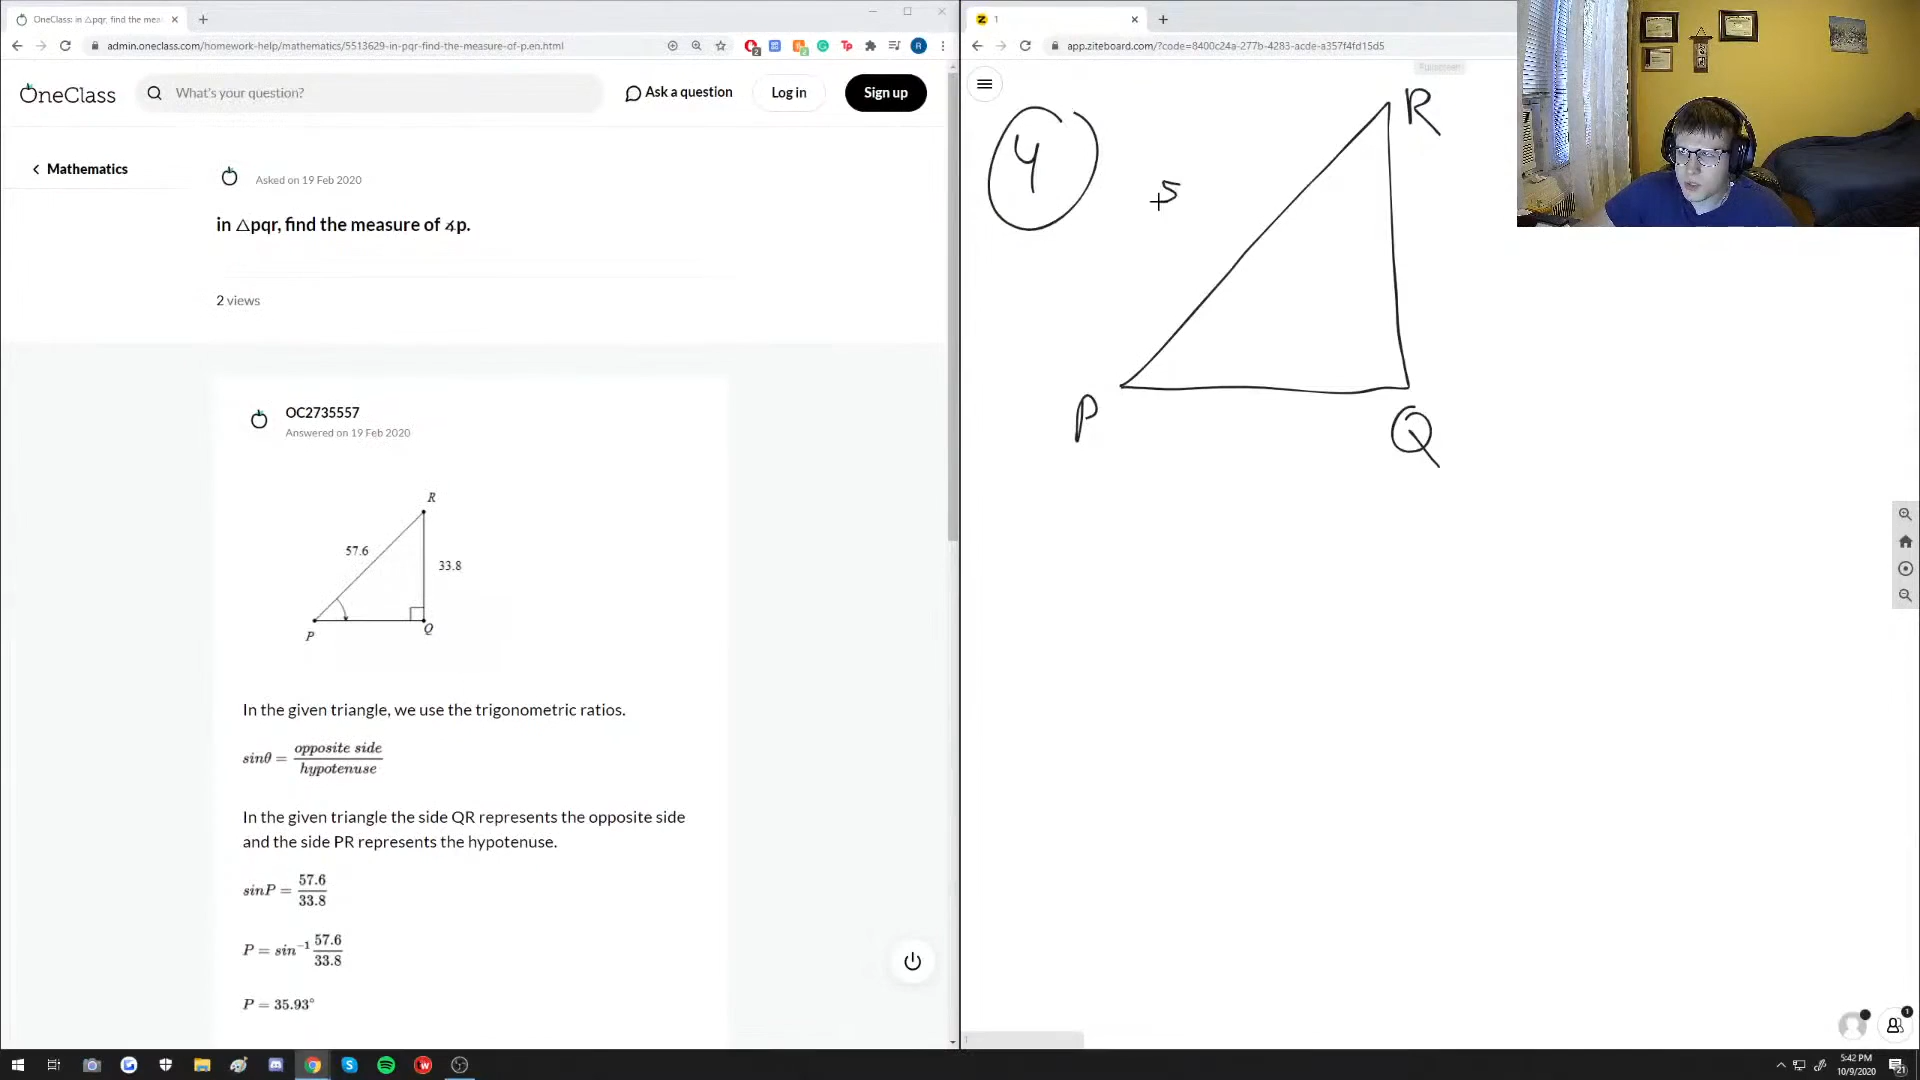 OneClass: in △pqr, find the mea
1
admin.oneclass.com/homework-help/mathematics/5513629-in-pqr-find-the-measure-of-p.en.html
app.ziteboard.com/?code=8400c24a-277b-4283-acde-a357f4fd15d5
Fullscreen
OneClass
What's your question?
Ask a question
Log in
Sign up
Mathematics
Asked on 19 Feb 2020
in △pqr, find the measure of ∡p.
2 views
OC2735557
Answered on 19 Feb 2020
R
57.6
33.8
P
Q
In the given triangle, we use the trigonometric ratios.
sinθ = opposite side / hypotenuse
In the given triangle the side QR represents the opposite side
and the side PR represents the hypotenuse.
sinP = 57.6 / 33.8
P = sin⁻¹ 57.6 / 33.8
P = 35.93°
4
R
5
P
Q
1
5:42 PM
10/9/2020
21